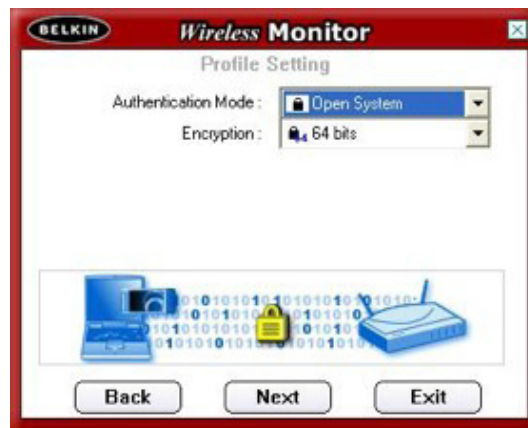 BELKIN Wireless Monitor
Profile Setting
Authentication Mode : Open System
Encryption : 64 bits
Back Next Exit